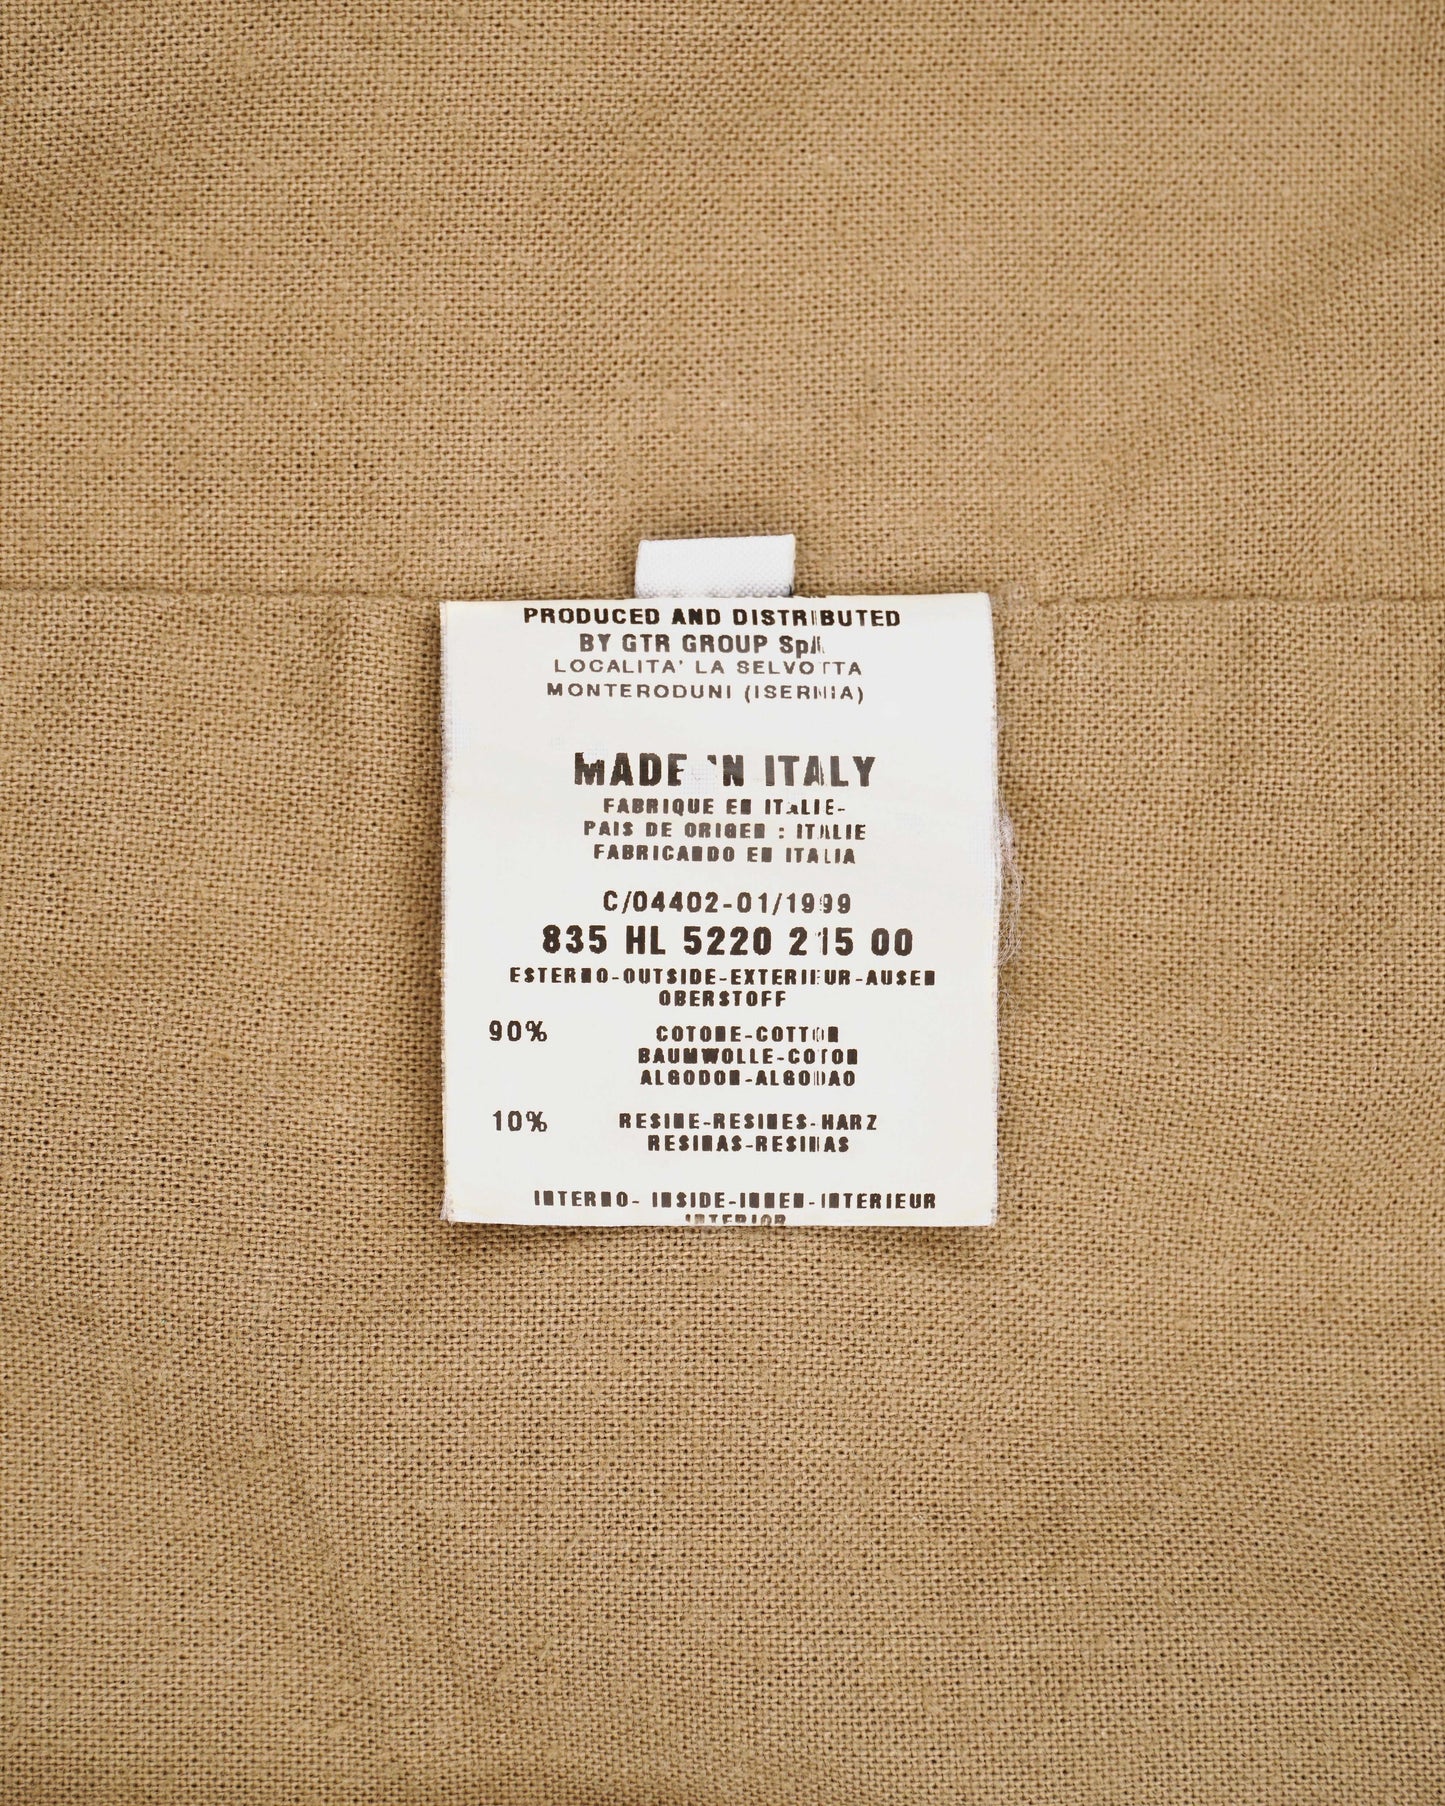 PRODUCED AND DISTRIBUTED
BY GTR GROUP SpA
LOCALITA' LA SELVOTTA
MONTERODUNI (ISERNIA)
MADE IN ITALY
FABRIQUE EN ITALIE-
PAIS DE ORIGEN : ITALIE
FABRICANDO EN ITALIA
C/04402-01/1999
835 HL 5220 215 00
ESTERNO-OUTSIDE-EXTERIEUR-AUSEN
OBERSTOFF
90% COTONE-COTTON
BAUMWOLLE-COTON
ALGODON-ALGODAO
10% RESINE-RESINES-HARZ
RESINAS-RESINAS
INTERNO- INSIDE-INNEN-INTERIEUR
INTERIOR